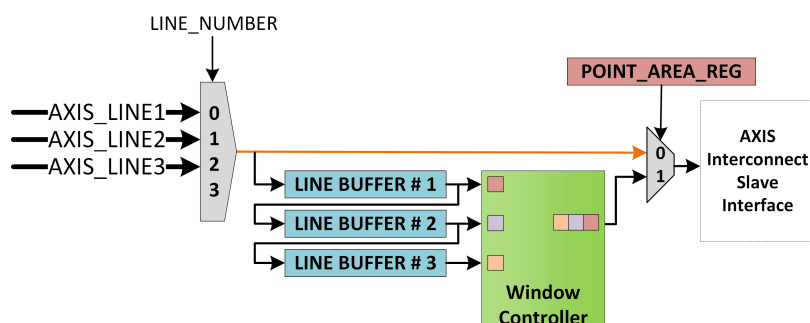 LINE_NUMBER
POINT_AREA_REG
AXIS_LINE1
AXIS_LINE2
AXIS_LINE3
0
1
2
3
0
1
AXIS
Interconnect
Slave
Interface
LINE BUFFER # 1
LINE BUFFER # 2
LINE BUFFER # 3
Window
Controller